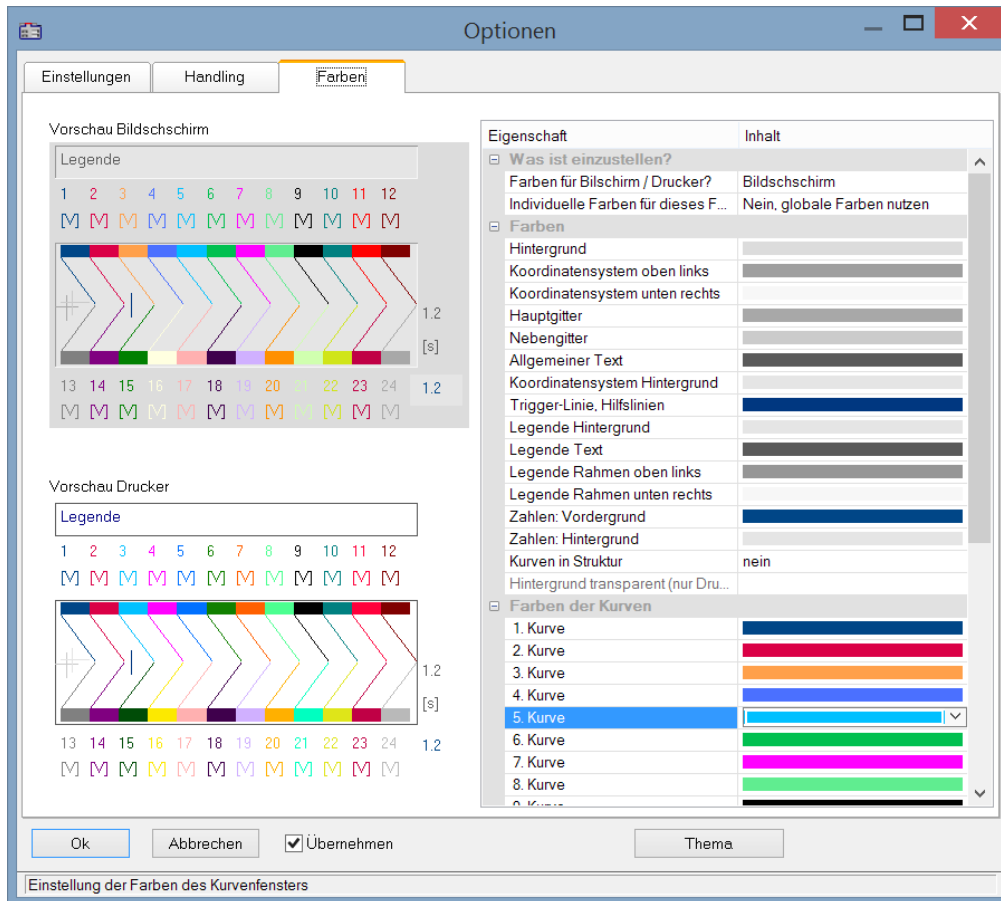 Optionen
Einstellungen Handling Farben
Vorschau Bildschschirm
Legende
1 2 3 4 5 6 7 8 9 10 11 12
[V] [V] [V] [V] [V] [V] [V] [V] [V] [V] [V] [V]
1.2
[s]
13 14 15 16 17 18 19 20 21 22 23 24 1.2
[V] [V] [V] [V] [V] [V] [V] [V] [V] [V] [V] [V]
Vorschau Drucker
Legende
1 2 3 4 5 6 7 8 9 10 11 12
[V] [V] [V] [V] [V] [V] [V] [V] [V] [V] [V] [V]
1.2
[s]
13 14 15 16 17 18 19 20 21 22 23 24 1.2
[V] [V] [V] [V] [V] [V] [V] [V] [V] [V] [V] [V]
Eigenschaft Inhalt
Was ist einzustellen?
Farben für Bilschirm / Drucker? Bildschschirm
Individuelle Farben für dieses F... Nein, globale Farben nutzen
Farben
Hintergrund
Koordinatensystem oben links
Koordinatensystem unten rechts
Hauptgitter
Nebengitter
Allgemeiner Text
Koordinatensystem Hintergrund
Trigger-Linie, Hilfslinien
Legende Hintergrund
Legende Text
Legende Rahmen oben links
Legende Rahmen unten rechts
Zahlen: Vordergrund
Zahlen: Hintergrund
Kurven in Struktur nein
Hintergrund transparent (nur Dru...
Farben der Kurven
1. Kurve
2. Kurve
3. Kurve
4. Kurve
5. Kurve
6. Kurve
7. Kurve
8. Kurve
9. Kurve
Ok Abbrechen Übernehmen Thema
Einstellung der Farben des Kurvenfensters